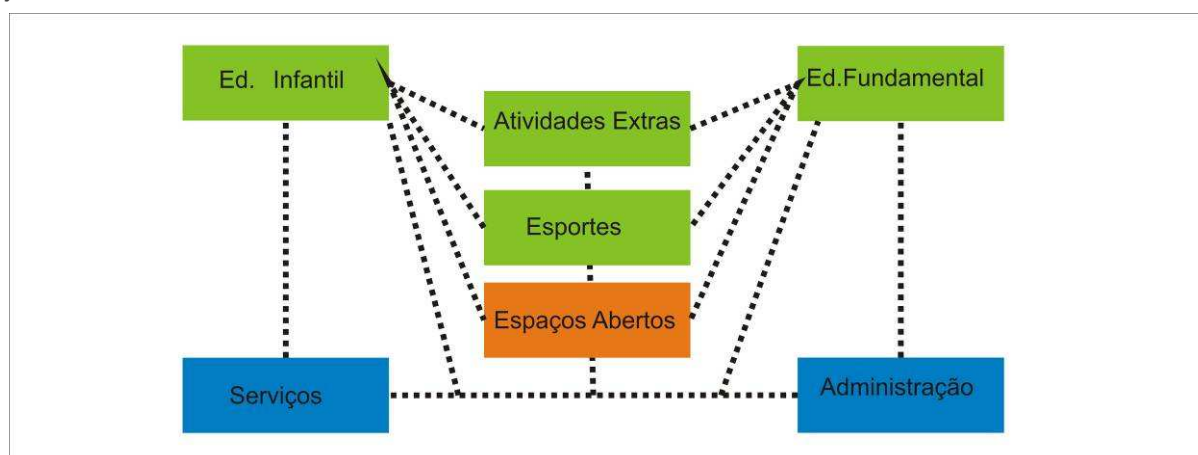 Ed. Infantil
Ed.Fundamental
Atividades Extras
Esportes
Espaços Abertos
Serviços
Administração